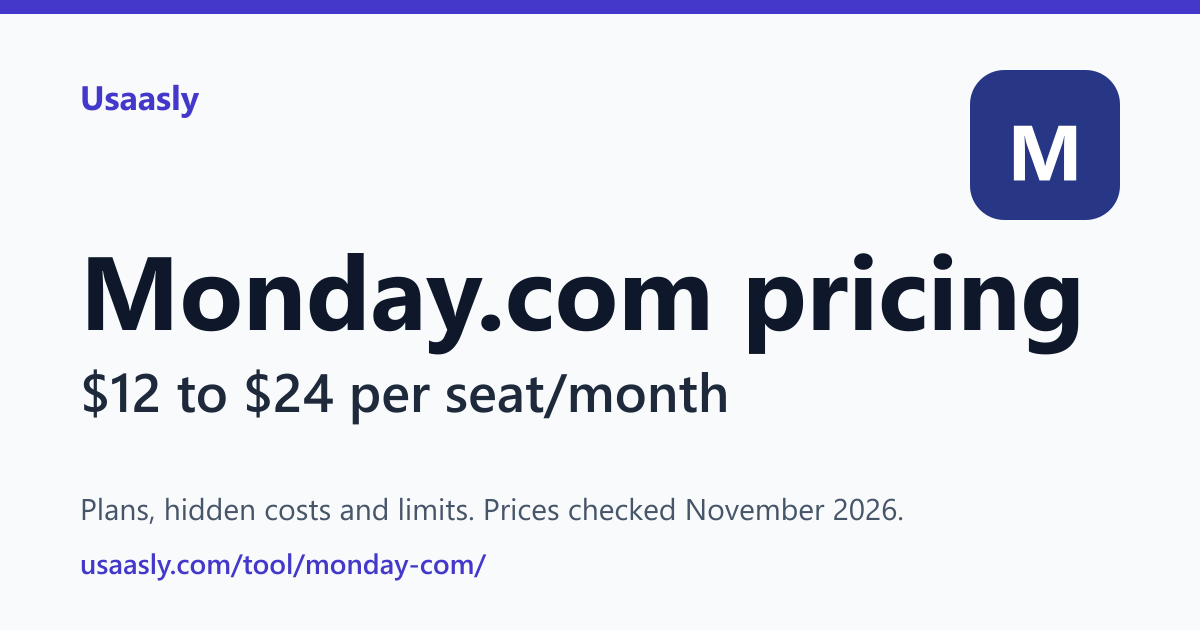 Usaasly
M
Monday.com pricing
$12 to $24 per seat/month
Plans, hidden costs and limits. Prices checked November 2026.
usaasly.com/tool/monday-com/